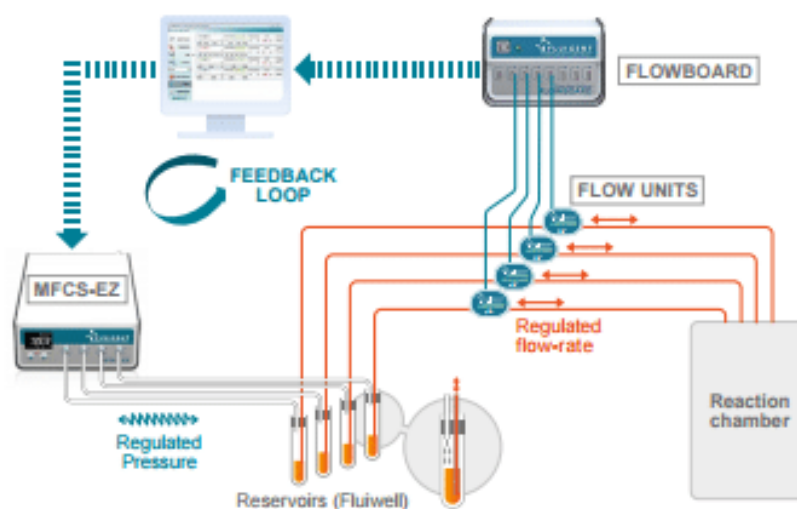 FLOWBOARD
FEEDBACK
LOOP
FLOW UNITS
MFCS-EZ
Regulated
flow-rate
Reaction
chamber
Regulated
Pressure
Reservoirs (Fluiwell)